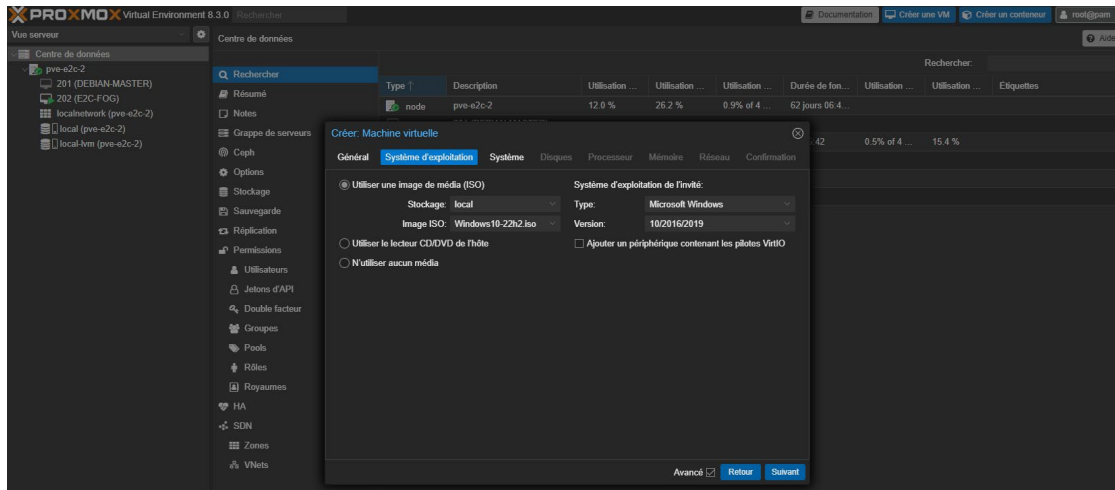 PROXMOX Virtual Environment 8.3.0 Rechercher
Documentation Créer une VM Créer un conteneur root@pam
Vue serveur
Centre de données
Aide
Centre de données
pve-e2c-2
201 (DEBIAN-MASTER)
202 (E2C-FOG)
localnetwork (pve-e2c-2)
local (pve-e2c-2)
local-lvm (pve-e2c-2)
Rechercher
Résumé
Notes
Grappe de serveurs
Ceph
Options
Stockage
Sauvegarde
Réplication
Permissions
Utilisateurs
Jetons d'API
Double facteur
Groupes
Pools
Rôles
Royaumes
HA
SDN
Zones
VNets
Rechercher:
Type ↑ Description Utilisation ... Utilisation ... Utilisation ... Durée de fon... Utilisation ... Utilisation ... Étiquettes
node pve-e2c-2 12.0 % 26.2 % 0.9% of 4 ... 62 jours 06:4...
:42 0.5% of 4 ... 15.4 %
Créer: Machine virtuelle
Général Système d'exploitation Système Disques Processeur Mémoire Réseau Confirmation
Utiliser une image de média (ISO) Système d'exploitation de l'invité:
Stockage: local Type: Microsoft Windows
Image ISO: Windows10-22h2.iso Version: 10/2016/2019
Utiliser le lecteur CD/DVD de l'hôte Ajouter un périphérique contenant les pilotes VirtIO
N'utiliser aucun média
Avancé Retour Suivant